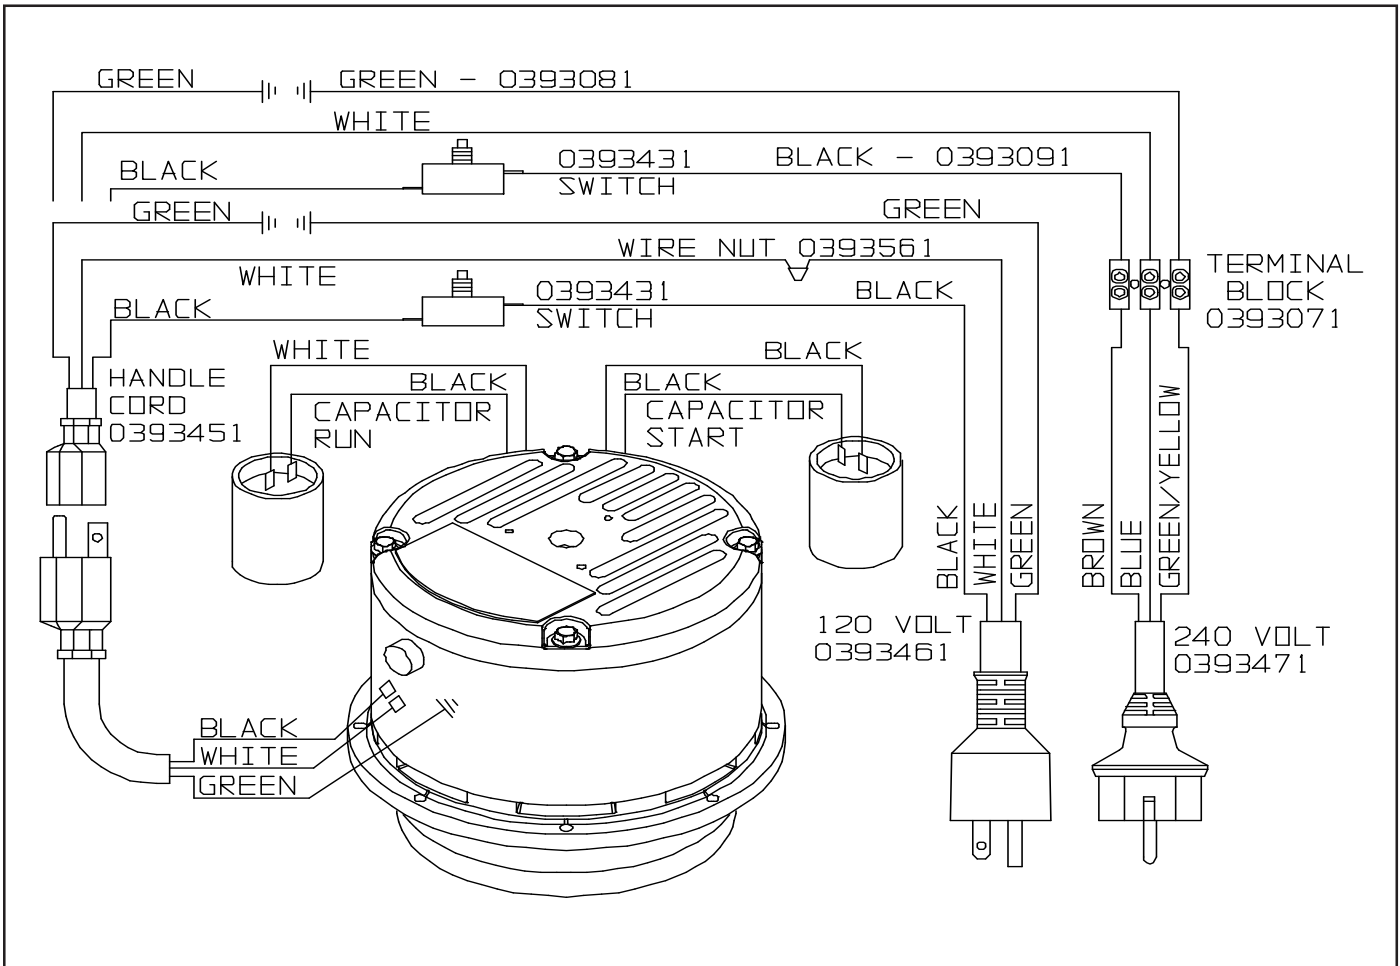 GREEN
GREEN - 0393081
WHITE
BLACK
0393431
SWITCH
BLACK - 0393091
GREEN
GREEN
WIRE NUT 0393561
WHITE
TERMINAL
BLOCK
0393071
BLACK
0393431
SWITCH
BLACK
WHITE
BLACK
HANDLE
CORD
0393451
BLACK
CAPACITOR
RUN
BLACK
CAPACITOR
START
BLACK
WHITE
GREEN
BROWN
BLUE
GREEN/YELLOW
120 VOLT
0393461
240 VOLT
0393471
BLACK
WHITE
GREEN